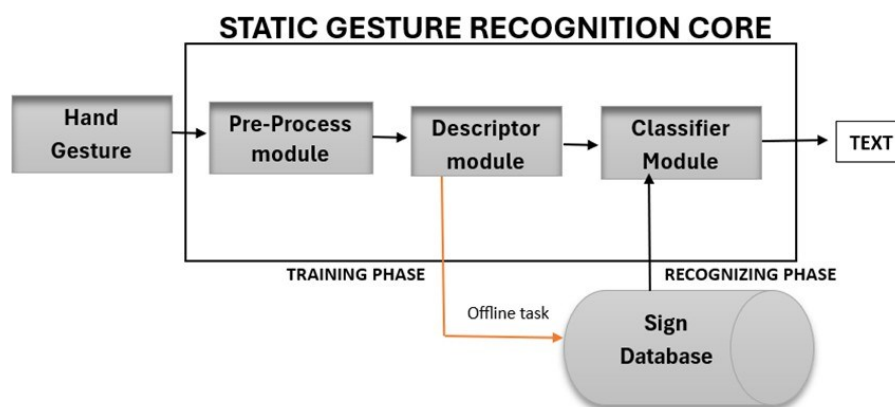 STATIC GESTURE RECOGNITION CORE
Hand
Gesture
Pre-Process
module
Descriptor
module
Classifier
Module
TEXT
TRAINING PHASE
RECOGNIZING PHASE
Offline task
Sign
Database